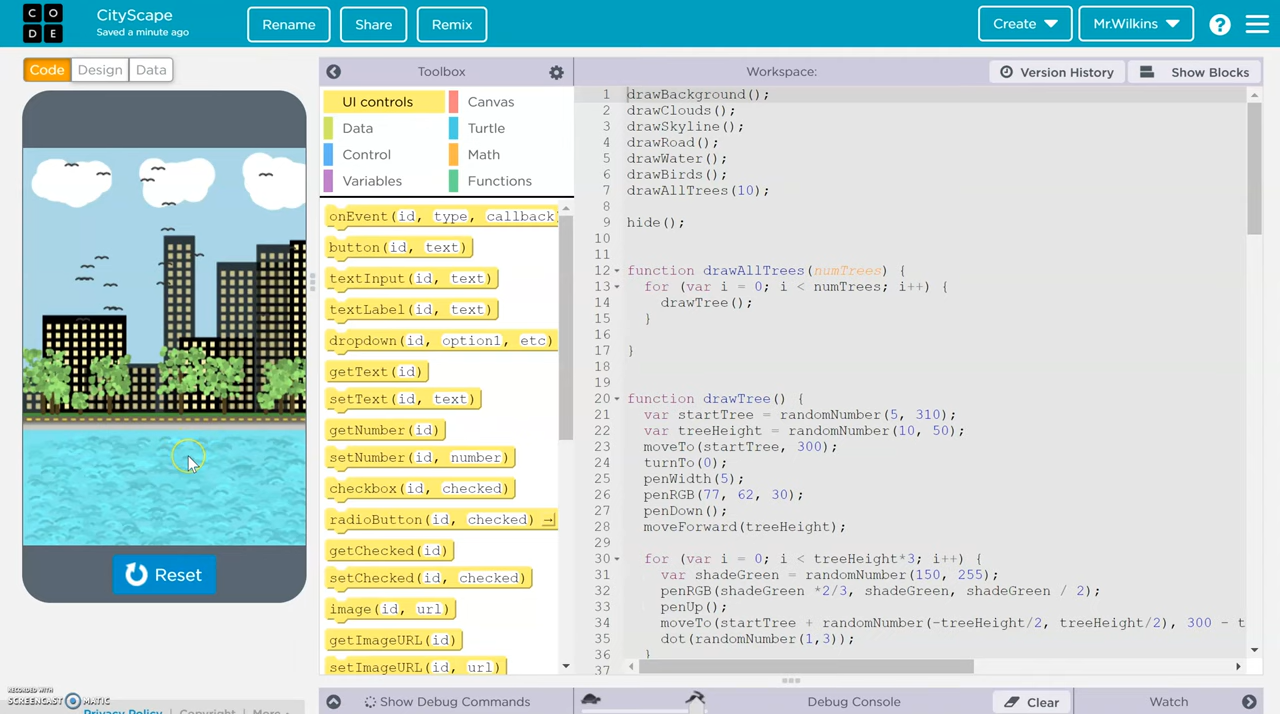 C O
D E
CityScape
Saved a minute ago
Rename
Share
Remix
Create
Mr.Wilkins
?
Code
Design
Data
Toolbox
Workspace:
Version History
Show Blocks
UI controls
Canvas
Data
Turtle
Control
Math
Variables
Functions
onEvent(id, type, callback
button(id, text)
textInput(id, text)
textLabel(id, text)
dropdown(id, option1, etc)
getText(id)
setText(id, text)
getNumber(id)
setNumber(id, number)
checkbox(id, checked)
radioButton(id, checked)
getChecked(id)
setChecked(id, checked)
image(id, url)
getImageURL(id)
setImageURL(id, url)
1 drawBackground();
2 drawClouds();
3 drawSkyline();
4 drawRoad();
5 drawWater();
6 drawBirds();
7 drawAllTrees(10);
8
9 hide();
10
11
12 function drawAllTrees(numTrees) {
13 for (var i = 0; i < numTrees; i++) {
14 drawTree();
15 }
16
17 }
18
19
20 function drawTree() {
21 var startTree = randomNumber(5, 310);
22 var treeHeight = randomNumber(10, 50);
23 moveTo(startTree, 300);
24 turnTo(0);
25 penWidth(5);
26 penRGB(77, 62, 30);
27 penDown();
28 moveForward(treeHeight);
29
30 for (var i = 0; i < treeHeight*3; i++) {
31 var shadeGreen = randomNumber(150, 255);
32 penRGB(shadeGreen *2/3, shadeGreen, shadeGreen / 2);
33 penUp();
34 moveTo(startTree + randomNumber(-treeHeight/2, treeHeight/2), 300 - t
35 dot(randomNumber(1,3));
36 }
37
Reset
RECORDED WITH
SCREENCAST MATIC
Privacy Policy
Copyright
More
Show Debug Commands
Debug Console
Clear
Watch